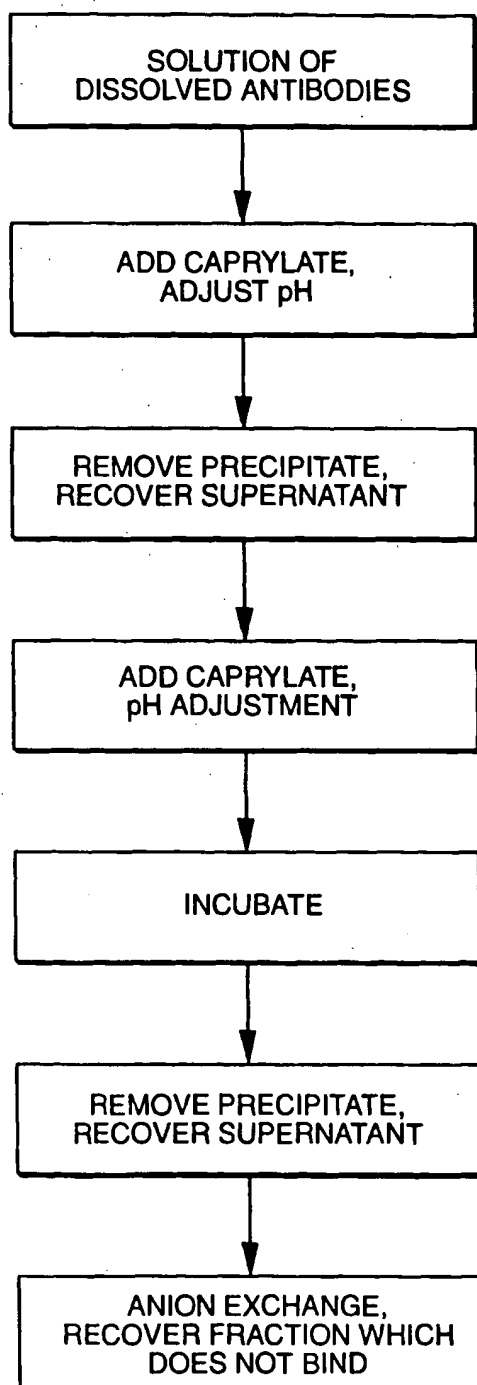 SOLUTION OF
DISSOLVED ANTIBODIES
ADD CAPRYLATE,
ADJUST pH
REMOVE PRECIPITATE,
RECOVER SUPERNATANT
ADD CAPRYLATE,
pH ADJUSTMENT
INCUBATE
REMOVE PRECIPITATE,
RECOVER SUPERNATANT
ANION EXCHANGE,
RECOVER FRACTION WHICH
DOES NOT BIND